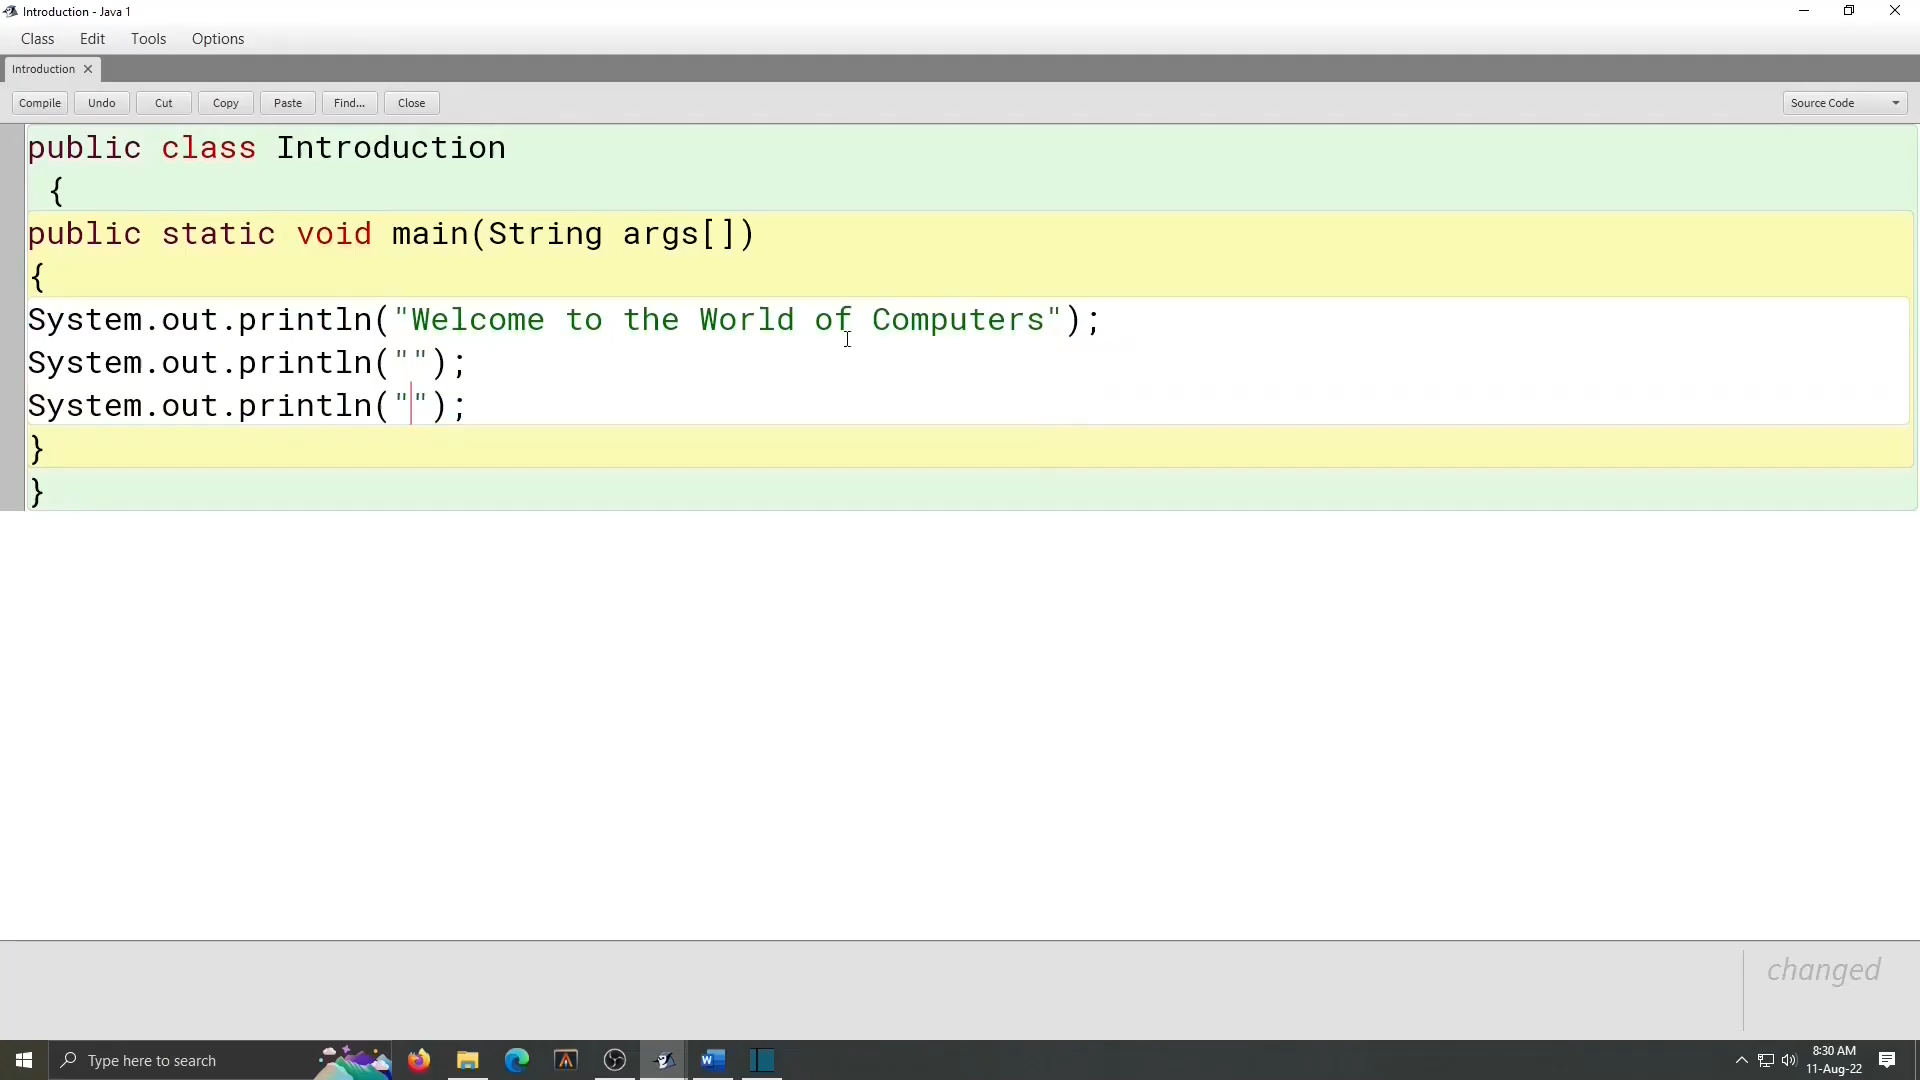 Introduction - Java 1
Class Edit Tools Options
Introduction
Compile Undo Cut Copy Paste Find... Close Source Code
public class Introduction
{
public static void main(String args[])
{
System.out.println("Welcome to the World of Computers");
System.out.println("");
System.out.println("");
}
}
changed
Type here to search
8:30 AM
11-Aug-22